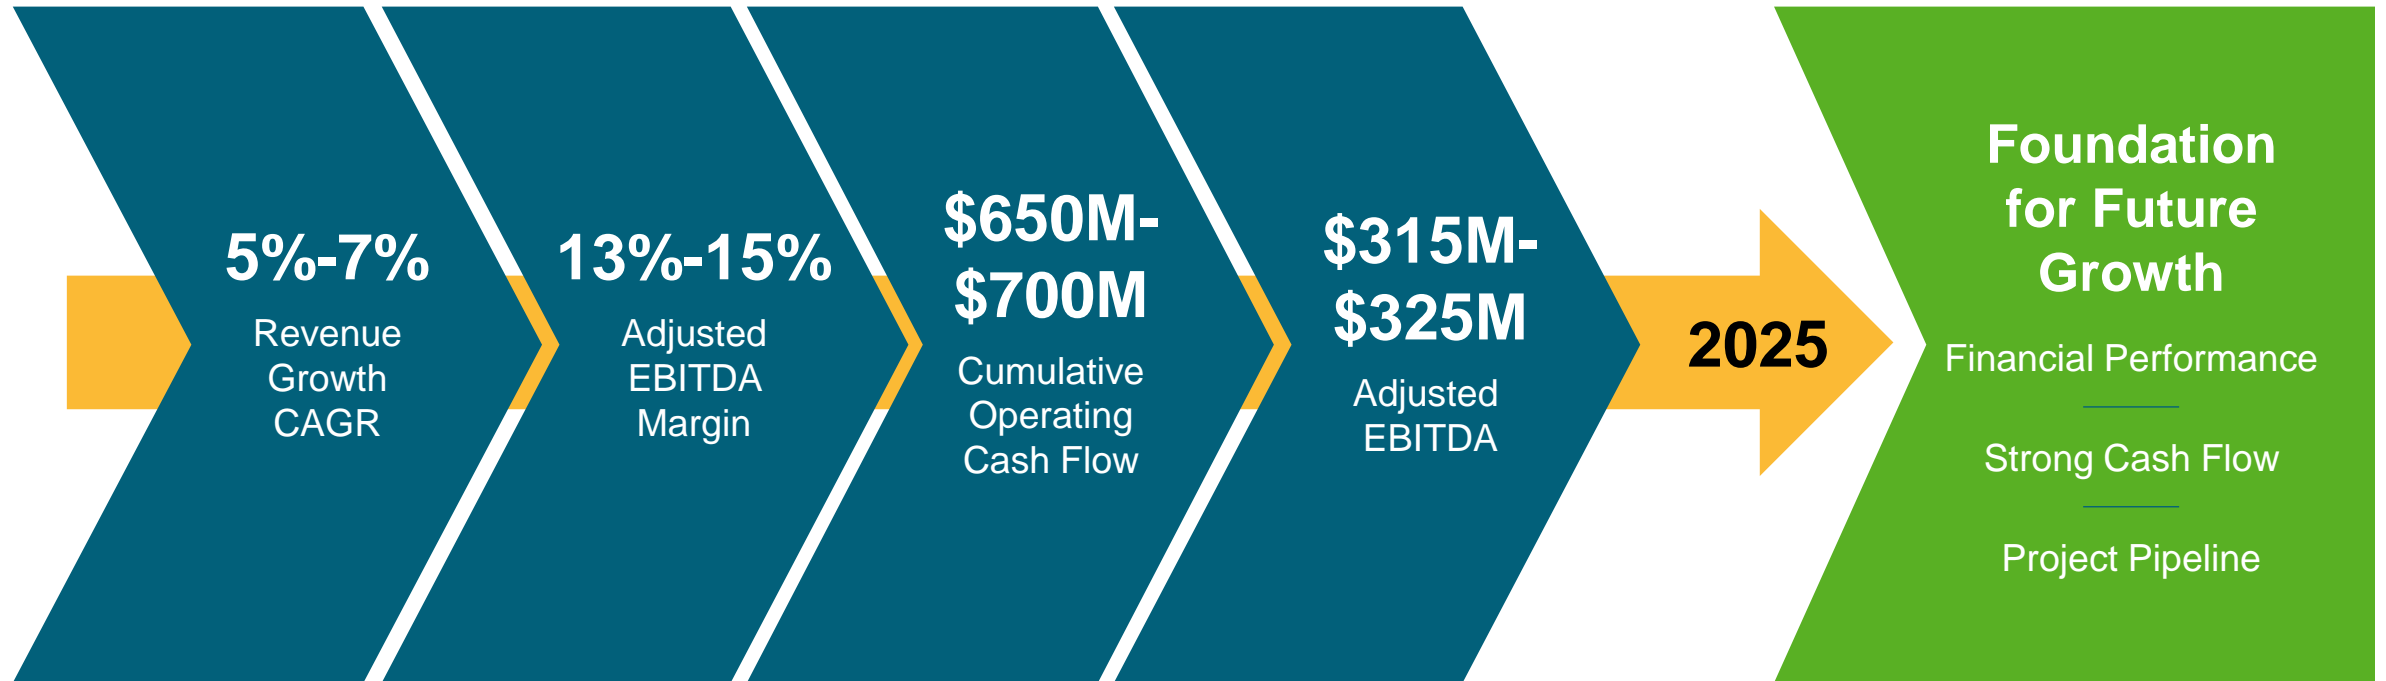 5%-7%
Revenue
Growth
CAGR
13%-15%
Adjusted
EBITDA
Margin
$650M-
$700M
Cumulative
Operating
Cash Flow
$315M-
$325M
Adjusted
EBITDA
2025
Foundation
for Future
Growth
Financial Performance
Strong Cash Flow
Project Pipeline